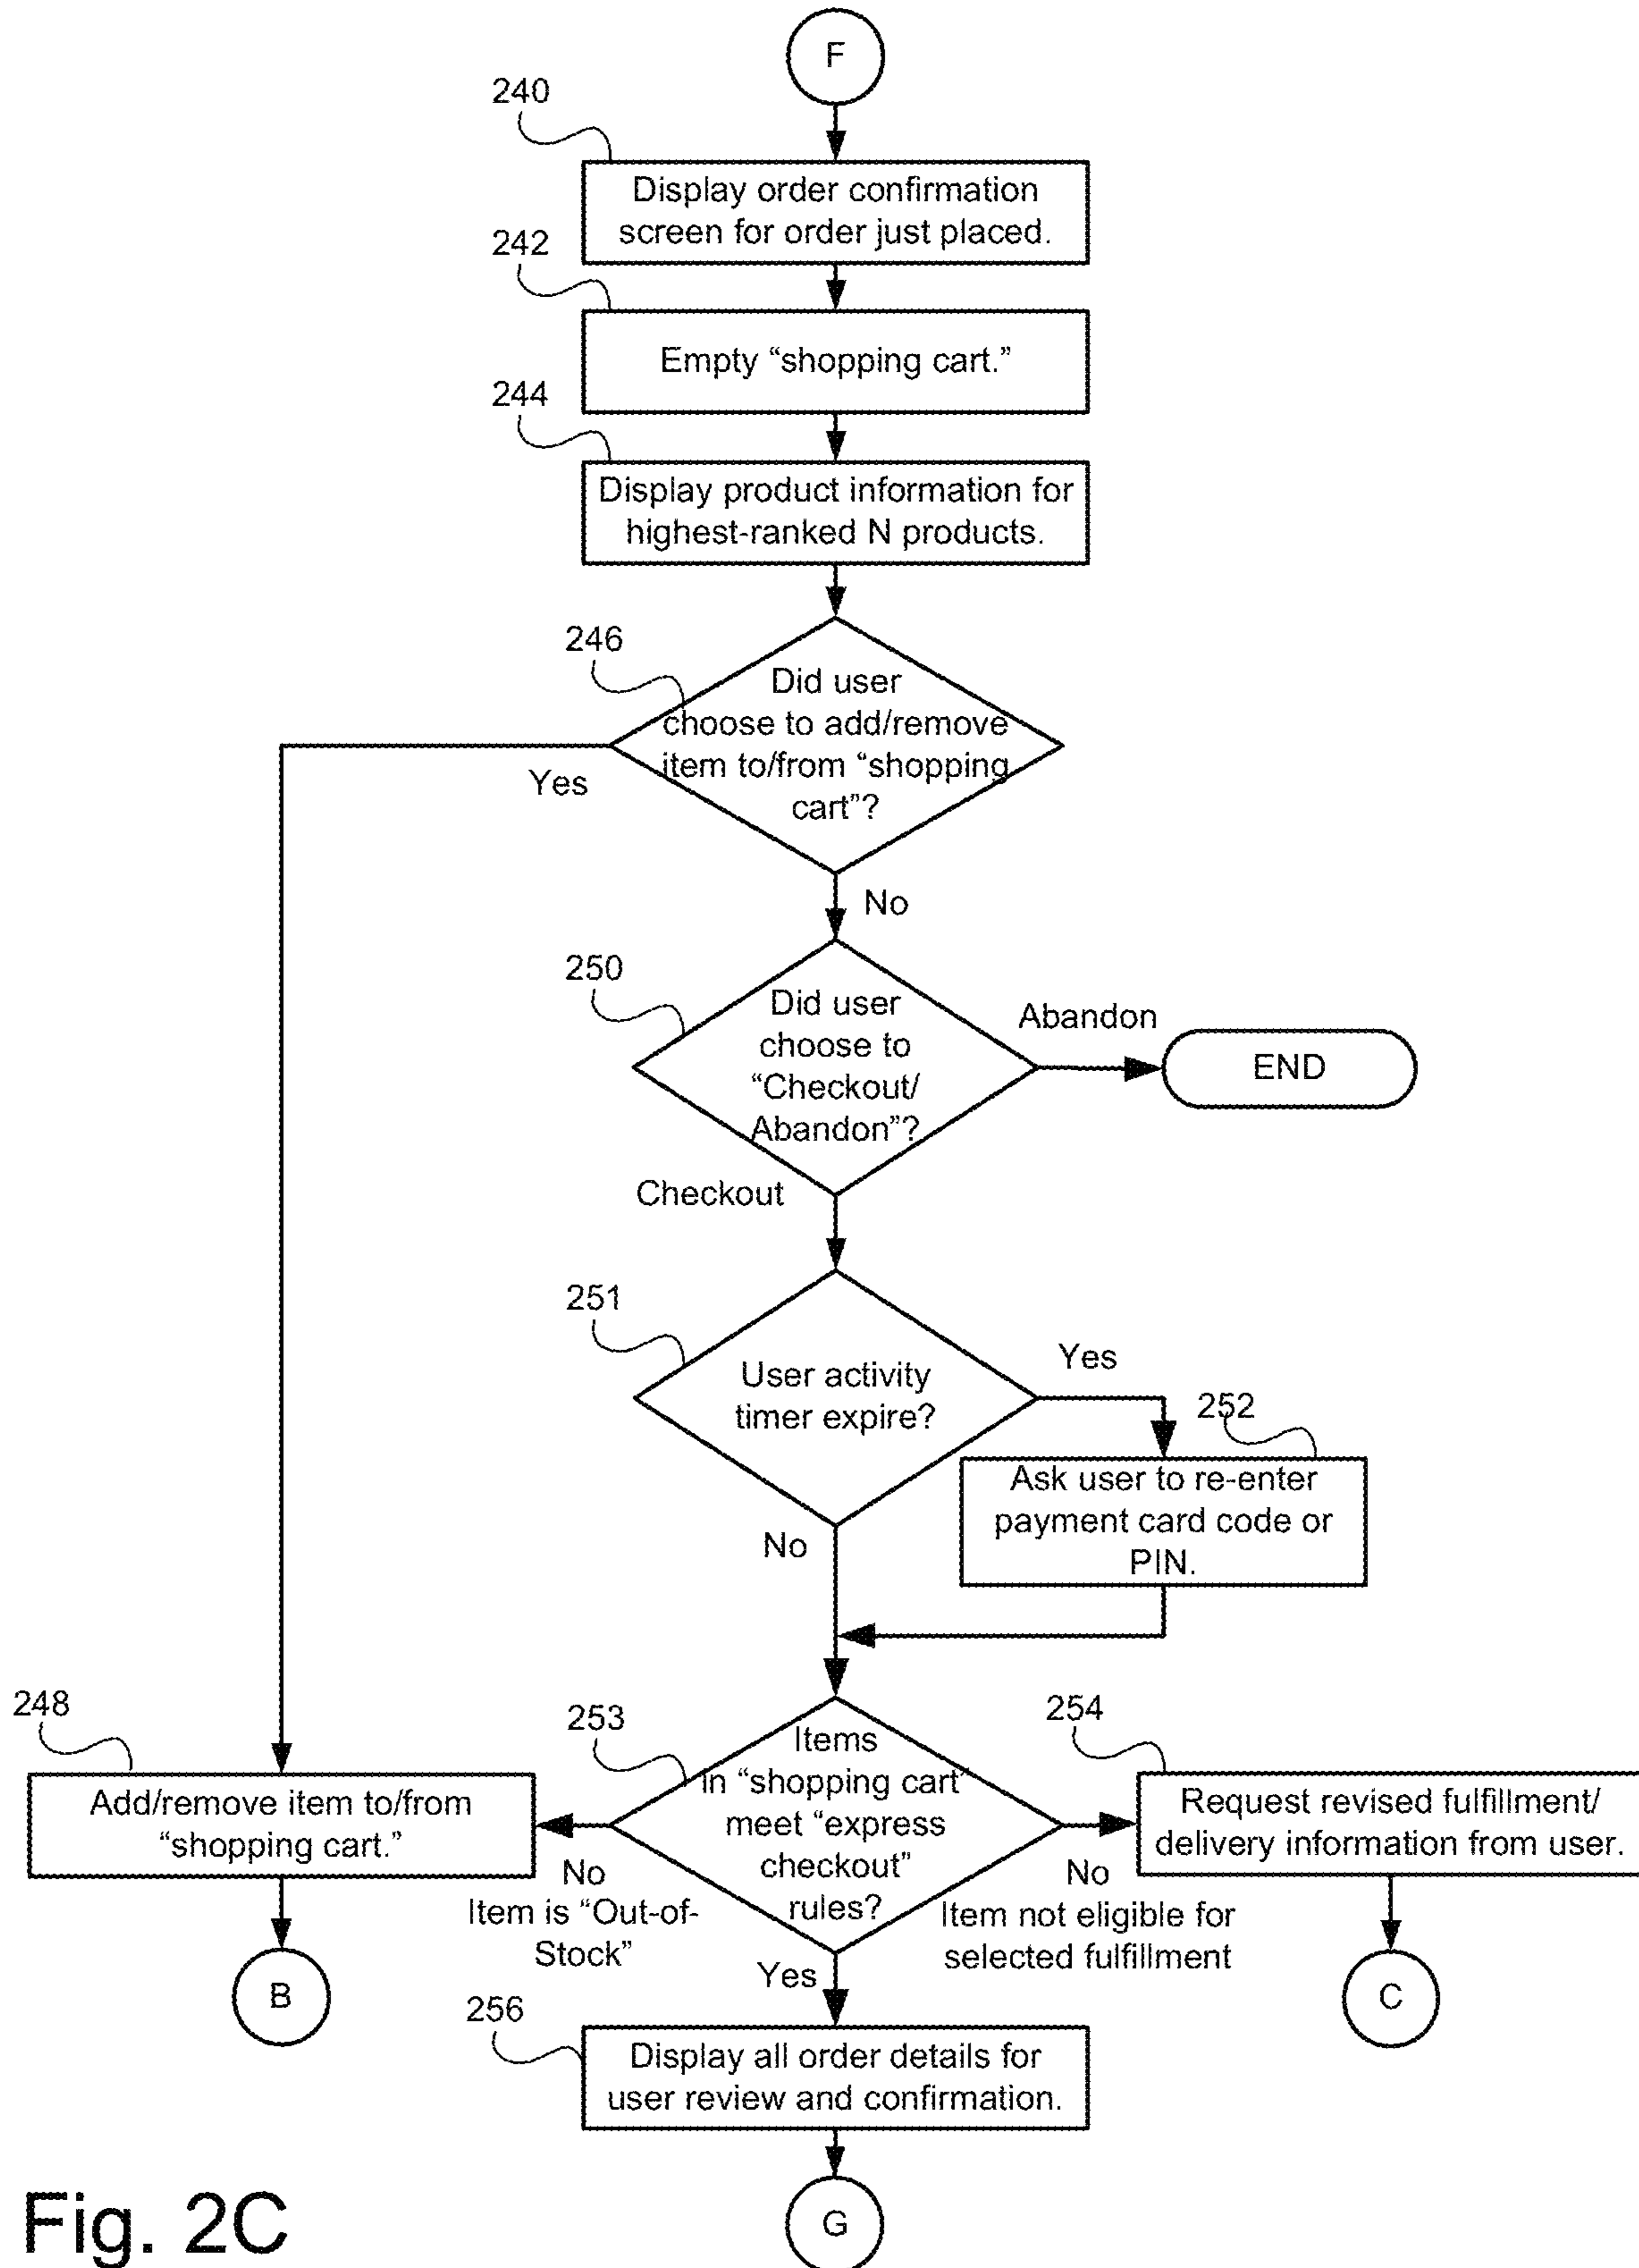 F
240
Display order confirmation
screen for order just placed.
242
Empty “shopping cart.”
244
Display product information for
highest-ranked N products.
246
Did user
choose to add/remove
item to/from “shopping
cart”?
Yes
No
250
Did user
choose to
“Checkout/
Abandon”?
Abandon
END
Checkout
251
User activity
timer expire?
Yes
252
Ask user to re-enter
payment card code or
PIN.
No
248
Add/remove item to/from
“shopping cart.”
253
Items
in “shopping cart”
meet “express
checkout”
rules?
254
Request revised fulfillment/
delivery information from user.
No
Item is “Out-of-
Stock”
No
Item not eligible for
selected fulfillment
Yes
B
C
256
Display all order details for
user review and confirmation.
G
Fig. 2C